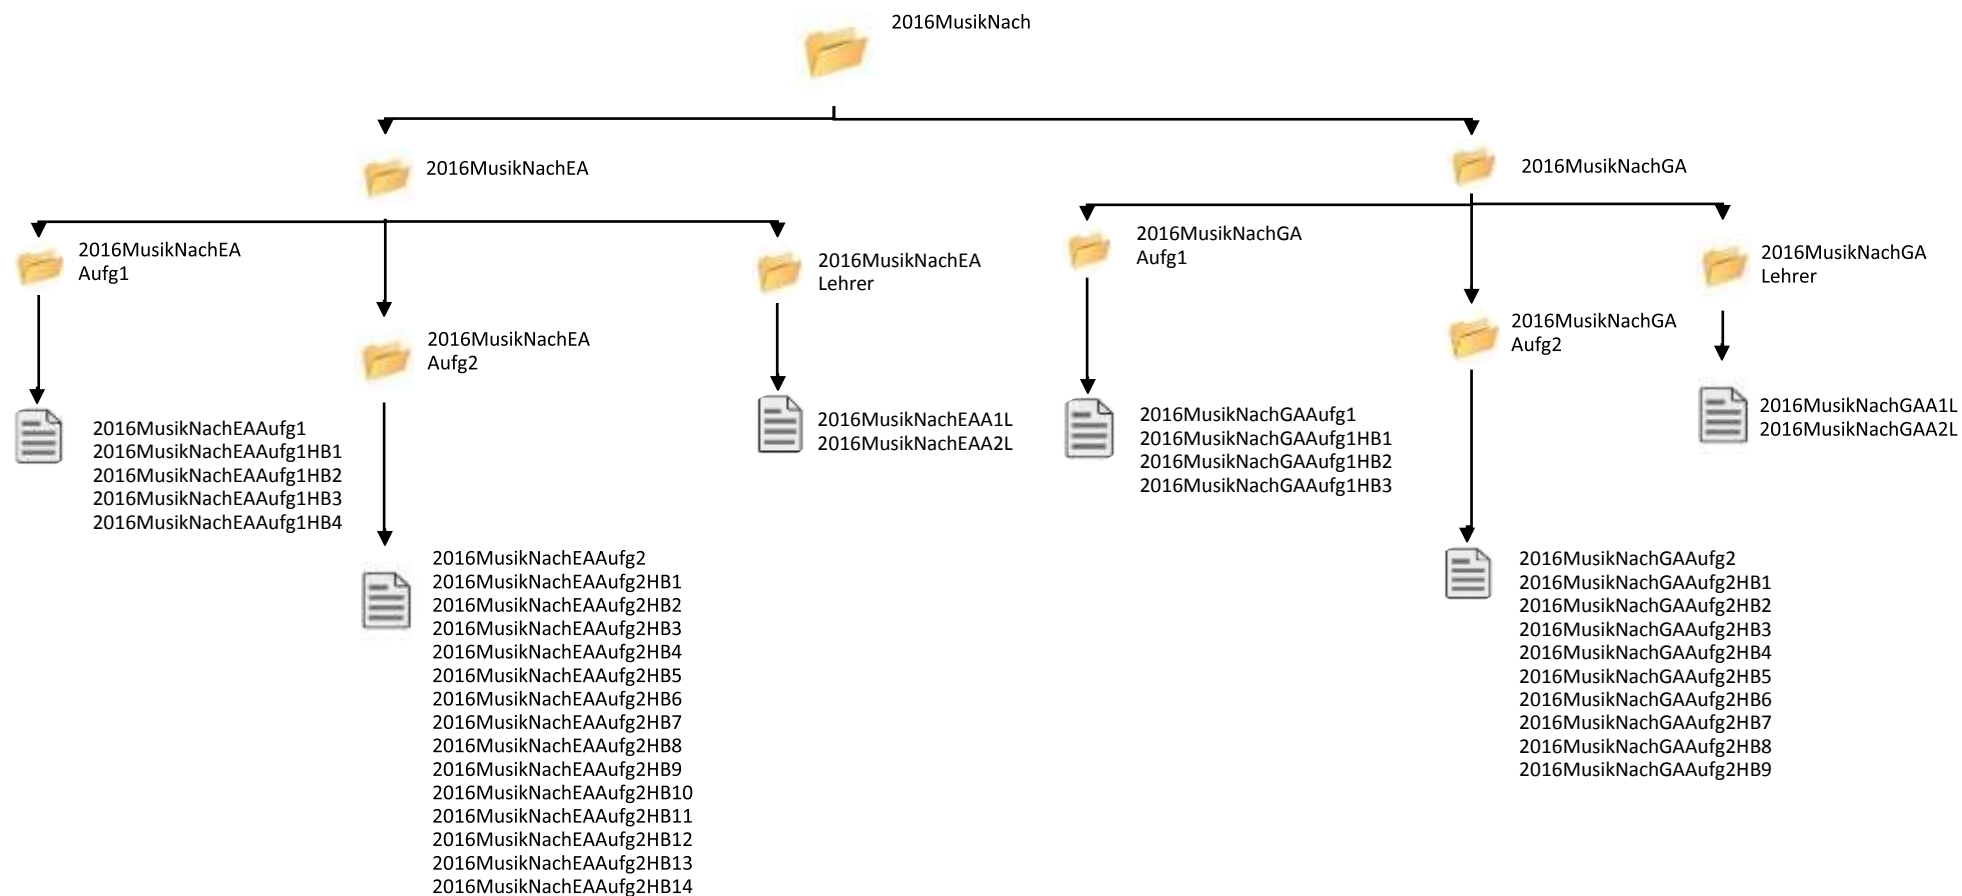 2016MusikNach
2016MusikNachEA
2016MusikNachGA
2016MusikNachEA
Aufg1
2016MusikNachEA
Aufg2
2016MusikNachEA
Lehrer
2016MusikNachGA
Aufg1
2016MusikNachGA
Aufg2
2016MusikNachGA
Lehrer
2016MusikNachEAAufg1
2016MusikNachEAAufg1HB1
2016MusikNachEAAufg1HB2
2016MusikNachEAAufg1HB3
2016MusikNachEAAufg1HB4
2016MusikNachEAAufg2
2016MusikNachEAAufg2HB1
2016MusikNachEAAufg2HB2
2016MusikNachEAAufg2HB3
2016MusikNachEAAufg2HB4
2016MusikNachEAAufg2HB5
2016MusikNachEAAufg2HB6
2016MusikNachEAAufg2HB7
2016MusikNachEAAufg2HB8
2016MusikNachEAAufg2HB9
2016MusikNachEAAufg2HB10
2016MusikNachEAAufg2HB11
2016MusikNachEAAufg2HB12
2016MusikNachEAAufg2HB13
2016MusikNachEAAufg2HB14
2016MusikNachEAA1L
2016MusikNachEAA2L
2016MusikNachGAAufg1
2016MusikNachGAAufg1HB1
2016MusikNachGAAufg1HB2
2016MusikNachGAAufg1HB3
2016MusikNachGAAufg2
2016MusikNachGAAufg2HB1
2016MusikNachGAAufg2HB2
2016MusikNachGAAufg2HB3
2016MusikNachGAAufg2HB4
2016MusikNachGAAufg2HB5
2016MusikNachGAAufg2HB6
2016MusikNachGAAufg2HB7
2016MusikNachGAAufg2HB8
2016MusikNachGAAufg2HB9
2016MusikNachGAA1L
2016MusikNachGAA2L